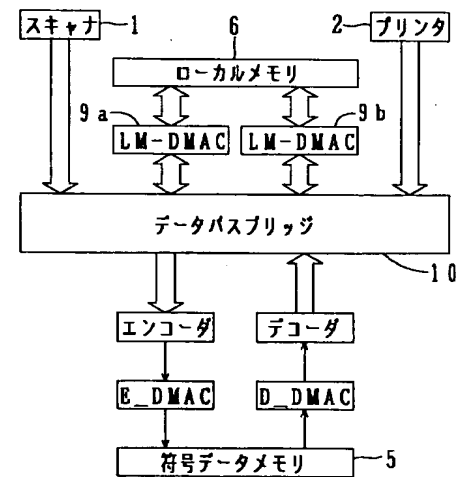 スキャナ 1 6 2 プリンタ
ローカルメモリ
9a 9b
LM-DMAC LM-DMAC
データパスブリッジ
10
エンコーダ デコーダ
E_DMAC D_DMAC
符号データメモリ 5